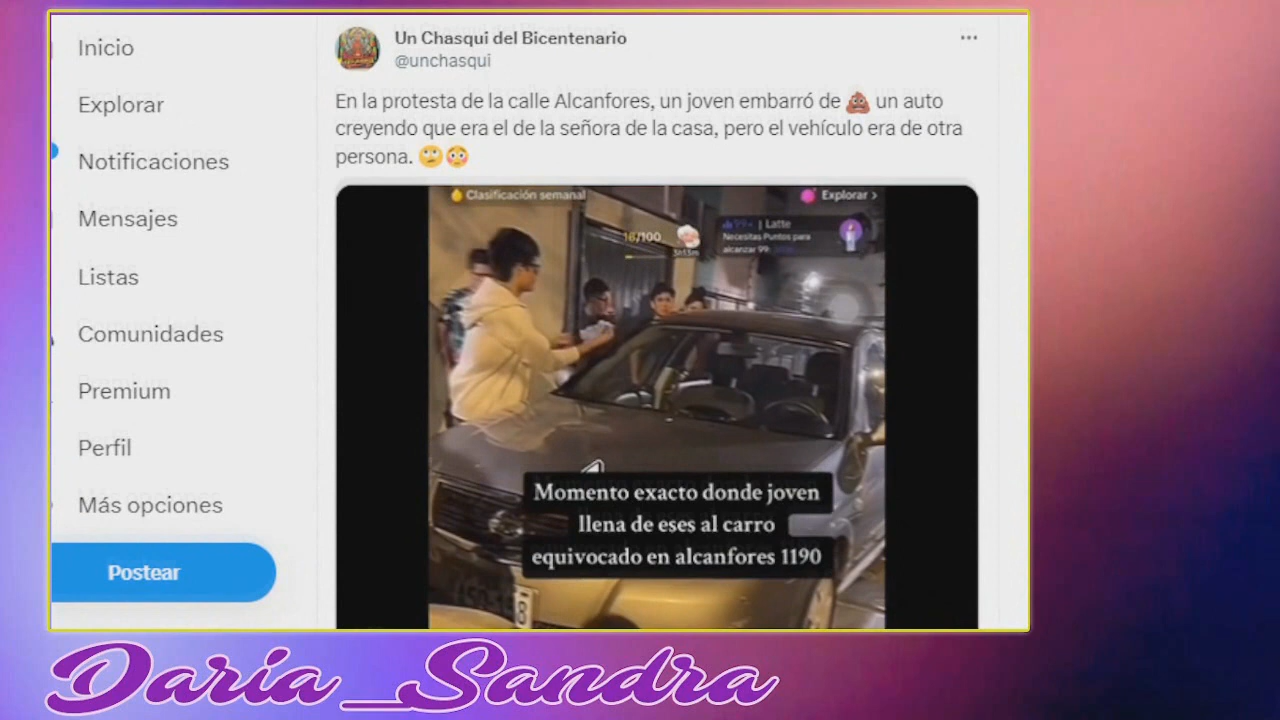 Inicio
Explorar
Notificaciones
Mensajes
Listas
Comunidades
Premium
Perfil
Más opciones
Postear
Un Chasqui del Bicentenario
@unchasqui
En la protesta de la calle Alcanfores, un joven embarró de 💩 un auto
creyendo que era el de la señora de la casa, pero el vehículo era de otra
persona. 🙄😳
Clasificación semanal
Explorar >
16/100
99+ | Latte
Necesitas Puntos para
alcanzar 99:
Momento exacto donde joven
llena de eses al carro
equivocado en alcanfores 1190
Daria_Sandra